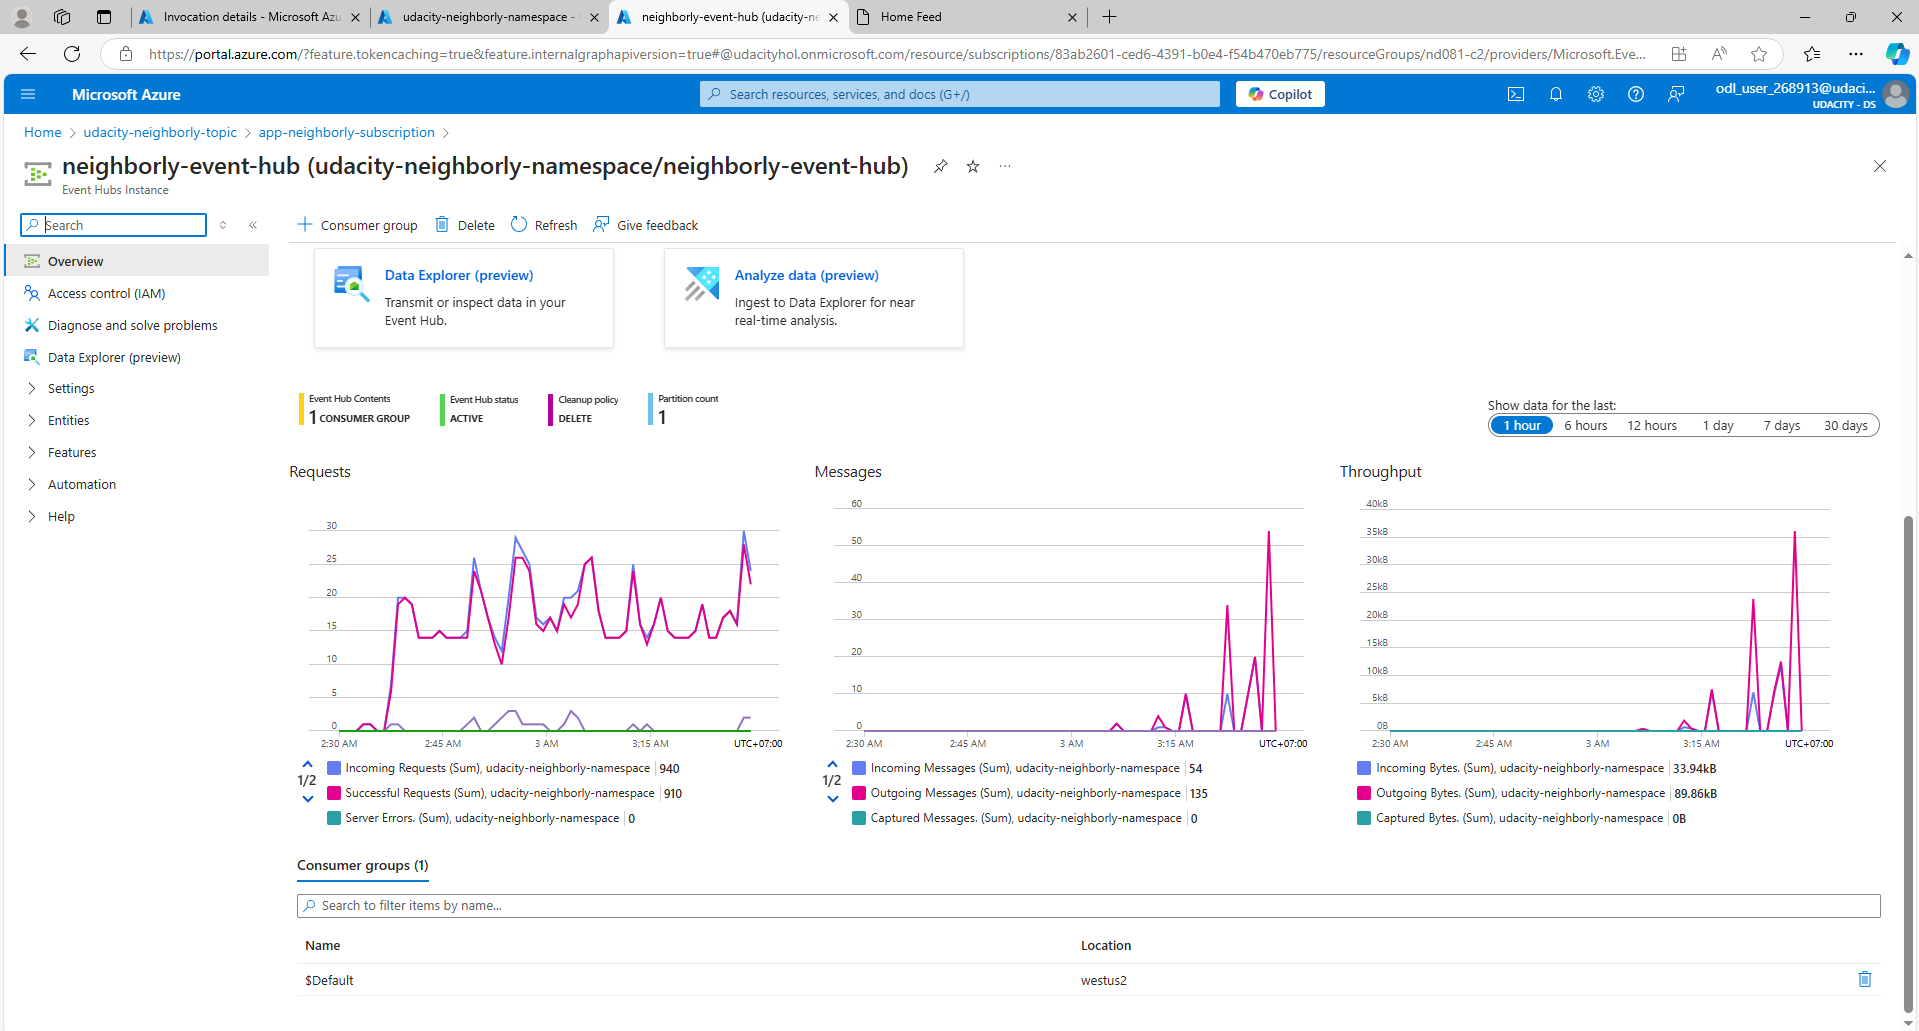 Invocation details - Microsoft Azu
udacity-neighborly-namespace -
neighborly-event-hub (udacity-ne
Home Feed
https://portal.azure.com/?feature.tokencaching=true&feature.internalgraphapiversion=true#@udacityhol.onmicrosoft.com/resource/subscriptions/83ab2601-ced6-4391-b0e4-f54b470eb775/resourceGroups/nd081-c2/providers/Microsoft.Eve...
Microsoft Azure
Search resources, services, and docs (G+/)
Copilot
odl_user_268913@udaci...
UDACITY - DS
Home > udacity-neighborly-topic > app-neighborly-subscription >
neighborly-event-hub (udacity-neighborly-namespace/neighborly-event-hub)
Event Hubs Instance
Search
Consumer group
Delete
Refresh
Give feedback
Overview
Access control (IAM)
Diagnose and solve problems
Data Explorer (preview)
Settings
Entities
Features
Automation
Help
Data Explorer (preview)
Transmit or inspect data in your
Event Hub.
Analyze data (preview)
Ingest to Data Explorer for near
real-time analysis.
Event Hub Contents
1 CONSUMER GROUP
Event Hub status
ACTIVE
Cleanup policy
DELETE
Partition count
1
Show data for the last:
1 hour
6 hours
12 hours
1 day
7 days
30 days
Requests
30
25
20
15
10
5
0
2:30 AM
2:45 AM
3 AM
3:15 AM
UTC+07:00
1/2
Incoming Requests (Sum), udacity-neighborly-namespace 940
Successful Requests (Sum), udacity-neighborly-namespace 910
Server Errors. (Sum), udacity-neighborly-namespace 0
Messages
60
50
40
30
20
10
0
2:30 AM
2:45 AM
3 AM
3:15 AM
UTC+07:00
1/2
Incoming Messages (Sum), udacity-neighborly-namespace 54
Outgoing Messages (Sum), udacity-neighborly-namespace 135
Captured Messages. (Sum), udacity-neighborly-namespace 0
Throughput
40kB
35kB
30kB
25kB
20kB
15kB
10kB
5kB
0B
2:30 AM
2:45 AM
3 AM
3:15 AM
UTC+07:00
Incoming Bytes. (Sum), udacity-neighborly-namespace 33.94kB
Outgoing Bytes. (Sum), udacity-neighborly-namespace 89.86kB
Captured Bytes. (Sum), udacity-neighborly-namespace 0B
Consumer groups (1)
Search to filter items by name...
Name
Location
$Default
westus2